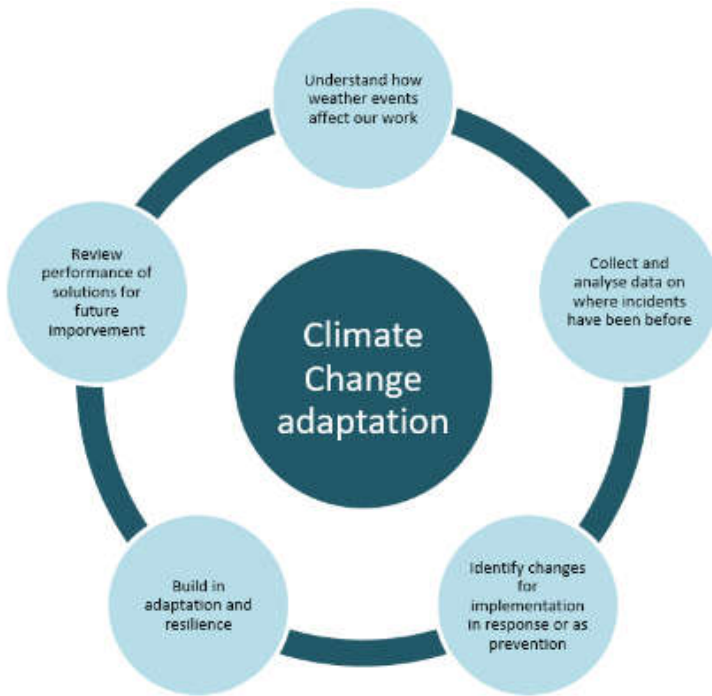 Understand how
weather events
affect our work
Collect and
analyse data on
where incidents
have been before
Identify changes
for
implementation
in response or as
prevention
Build in
adaptation and
resilience
Review
performance of
solutions for
future
imporvement
Climate
Change
adaptation